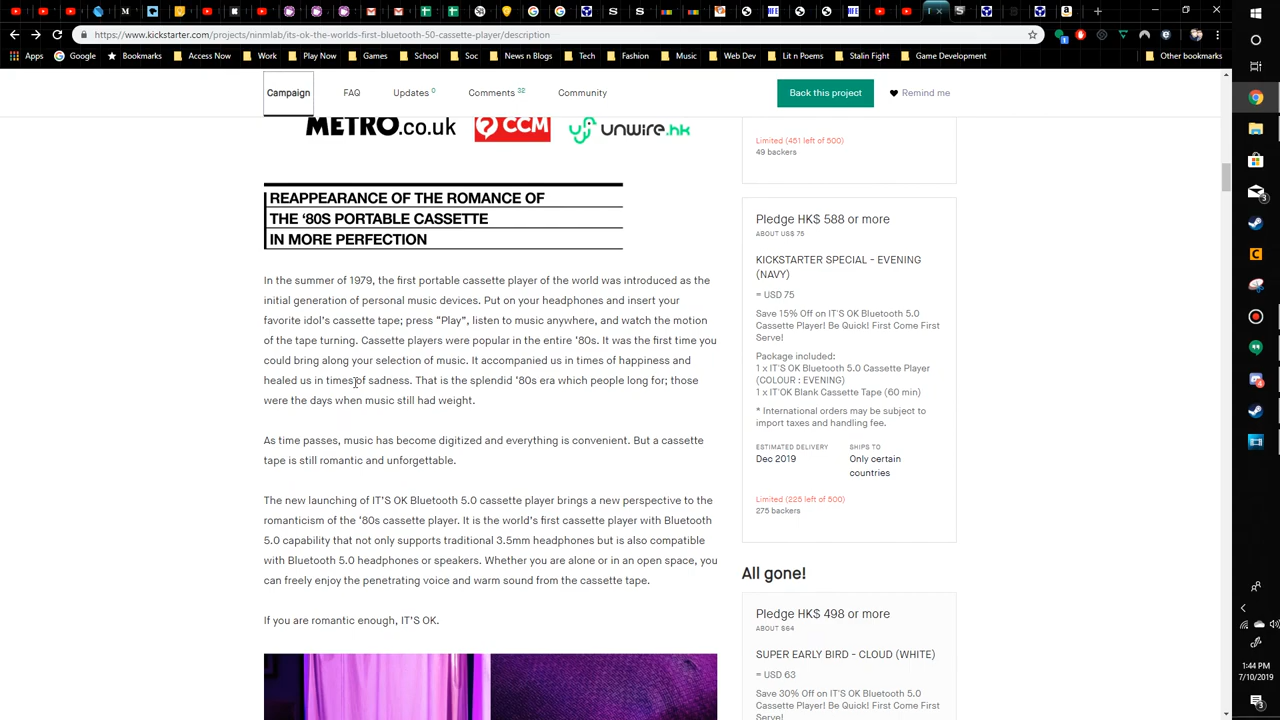 https://www.kickstarter.com/projects/ninmlab/its-ok-the-worlds-first-bluetooth-50-cassette-player/description
Apps
Google
Bookmarks
Access Now
Work
Play Now
Games
School
Soc
News n Blogs
Tech
Fashion
Music
Web Dev
Lit n Poems
Stalin Fight
Game Development
Other bookmarks
Campaign
FAQ
Updates 0
Comments 32
Community
Back this project
Remind me
METRO.co.uk
CCM
unwire.hk
REAPPEARANCE OF THE ROMANCE OF
THE ‘80S PORTABLE CASSETTE
IN MORE PERFECTION
In the summer of 1979, the first portable cassette player of the world was introduced as the
initial generation of personal music devices. Put on your headphones and insert your
favorite idol's cassette tape; press “Play”, listen to music anywhere, and watch the motion
of the tape turning. Cassette players were popular in the entire ‘80s. It was the first time you
could bring along your selection of music. It accompanied us in times of happiness and
healed us in times of sadness. That is the splendid ‘80s era which people long for; those
were the days when music still had weight.
As time passes, music has become digitized and everything is convenient. But a cassette
tape is still romantic and unforgettable.
The new launching of IT’S OK Bluetooth 5.0 cassette player brings a new perspective to the
romanticism of the ‘80s cassette player. It is the world’s first cassette player with Bluetooth
5.0 capability that not only supports traditional 3.5mm headphones but is also compatible
with Bluetooth 5.0 headphones or speakers. Whether you are alone or in an open space, you
can freely enjoy the penetrating voice and warm sound from the cassette tape.
If you are romantic enough, IT’S OK.
Limited (451 left of 500)
49 backers
Pledge HK$ 588 or more
ABOUT US$ 75
KICKSTARTER SPECIAL - EVENING
(NAVY)
= USD 75
Save 15% Off on IT'S OK Bluetooth 5.0
Cassette Player! Be Quick! First Come First
Serve!
Package included:
1 x IT'S OK Bluetooth 5.0 Cassette Player
(COLOUR : EVENING)
1 x IT'OK Blank Cassette Tape (60 min)
* International orders may be subject to
import taxes and handling fee.
ESTIMATED DELIVERY
Dec 2019
SHIPS TO
Only certain
countries
Limited (225 left of 500)
275 backers
All gone!
Pledge HK$ 498 or more
ABOUT $64
SUPER EARLY BIRD - CLOUD (WHITE)
= USD 63
Save 30% Off on IT'S OK Bluetooth 5.0
Cassette Player! Be Quick! First Come First
Serve!
1:44 PM
7/10/2019